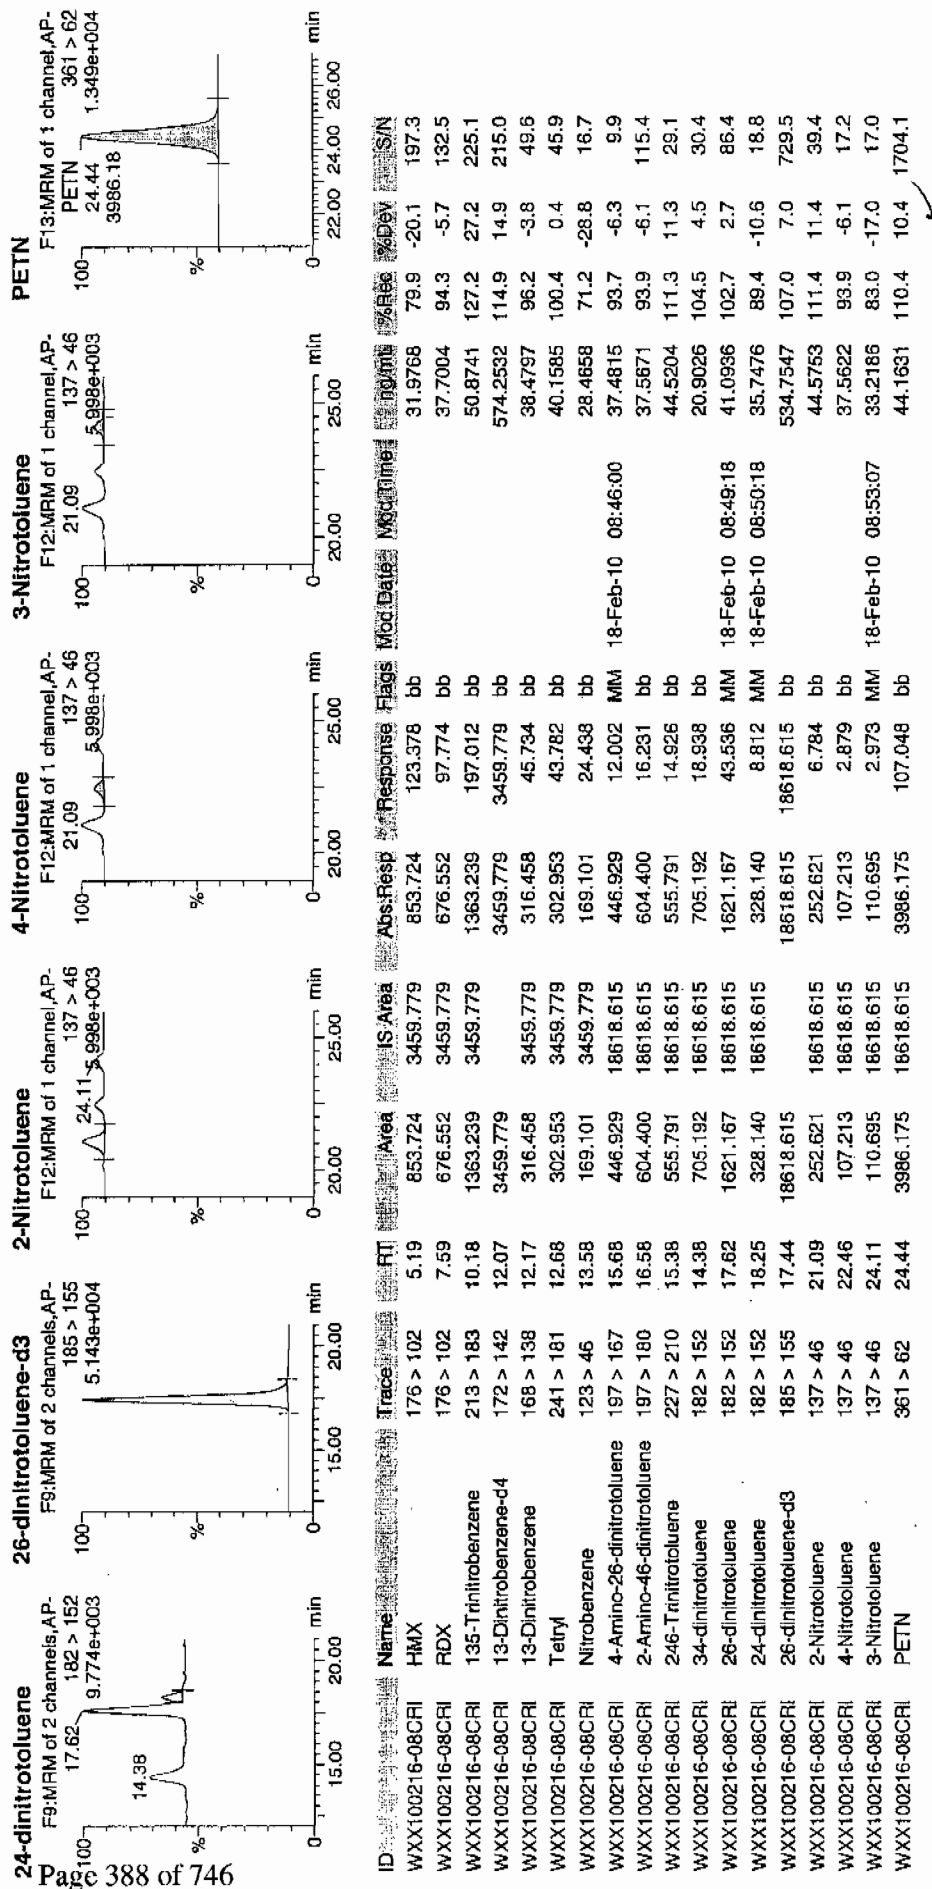 24-dinitrotoluene
F9:MRM of 2 channels,AP-
182 > 152
9.774e+003
17.62
14.38
100
%
0
15.00
20.00
min
26-dinitrotoluene-d3
F9:MRM of 2 channels,AP-
185 > 155
5.143e+004
100
%
0
15.00
20.00
min
2-Nitrotoluene
F12:MRM of 1 channel,AP-
137 > 46
5.998e+003
24.11
100
%
0
20.00
25.00
min
4-Nitrotoluene
F12:MRM of 1 channel,AP-
137 > 46
5.998e+003
21.09
100
%
0
20.00
25.00
min
3-Nitrotoluene
F12:MRM of 1 channel,AP-
137 > 46
5.998e+003
21.09
100
%
0
20.00
25.00
min
PETN
F13:MRM of 1 channel,AP-
361 > 62
1.349e+004
PETN
24.44
3986.18
100
%
0
22.00
24.00
26.00
min
ID Name Trace RT Area IS Area Abs.Resp Response Flags Mod.Date Mod.Time ng/mL %Rec %Dev S/N
WXX100216-08CRI HMX 176 > 102 5.19 853.724 3459.779 853.724 123.378 bb 31.9768 79.9 -20.1 197.3
WXX100216-08CRI RDX 176 > 102 7.59 676.552 3459.779 676.552 97.774 bb 37.7004 94.3 -5.7 132.5
WXX100216-08CRI 135-Trinitrobenzene 213 > 183 10.18 1363.239 3459.779 1363.239 197.012 bb 50.8741 127.2 27.2 225.1
WXX100216-08CRI 13-Dinitrobenzene-d4 172 > 142 12.07 3459.779 3459.779 3459.779 bb 574.2532 114.9 14.9 215.0
WXX100216-08CRI 13-Dinitrobenzene 168 > 138 12.17 316.458 3459.779 316.458 45.734 bb 38.4797 96.2 -3.8 49.6
WXX100216-08CRI Tetryl 241 > 181 12.68 302.953 3459.779 302.953 43.782 bb 40.1585 100.4 0.4 45.9
WXX100216-08CRI Nitrobenzene 123 > 46 13.58 169.101 3459.779 169.101 24.438 bb 28.4658 71.2 -28.8 16.7
WXX100216-08CRI 4-Amino-26-dinitrotoluene 197 > 167 15.68 446.929 18618.615 446.929 12.002 MM 18-Feb-10 08:46:00 37.4815 93.7 -6.3 9.9
WXX100216-08CRI 2-Amino-46-dinitrotoluene 197 > 180 16.58 604.400 18618.615 604.400 16.231 bb 37.5671 93.9 -6.1 115.4
WXX100216-08CRI 246-Trinitrotoluene 227 > 210 15.38 555.791 18618.615 555.791 14.926 bb 44.5204 111.3 11.3 29.1
WXX100216-08CRI 34-dinitrotoluene 182 > 152 14.38 705.192 18618.615 705.192 18.938 bb 20.9026 104.5 4.5 30.4
WXX100216-08CRI 26-dinitrotoluene 182 > 152 17.62 1621.167 18618.615 1621.167 43.536 MM 18-Feb-10 08:49:18 41.0936 102.7 2.7 86.4
WXX100216-08CRI 24-dinitrotoluene 182 > 152 18.25 328.140 18618.615 328.140 8.812 MM 18-Feb-10 08:50:18 35.7476 89.4 -10.6 18.8
WXX100216-08CRI 26-dinitrotoluene-d3 185 > 155 17.44 18618.615 18618.615 18618.615 bb 534.7547 107.0 7.0 729.5
WXX100216-08CRI 2-Nitrotoluene 137 > 46 21.09 252.621 18618.615 252.621 6.784 bb 44.5753 111.4 11.4 39.4
WXX100216-08CRI 4-Nitrotoluene 137 > 46 22.46 107.213 18618.615 107.213 2.879 bb 37.5622 93.9 -6.1 17.2
WXX100216-08CRI 3-Nitrotoluene 137 > 46 24.11 110.695 18618.615 110.695 2.973 MM 18-Feb-10 08:53:07 33.2186 83.0 -17.0 17.0
WXX100216-08CRI PETN 361 > 62 24.44 3986.175 18618.615 3986.175 107.048 bb 44.1631 110.4 10.4 1704.1
Page 388 of 746